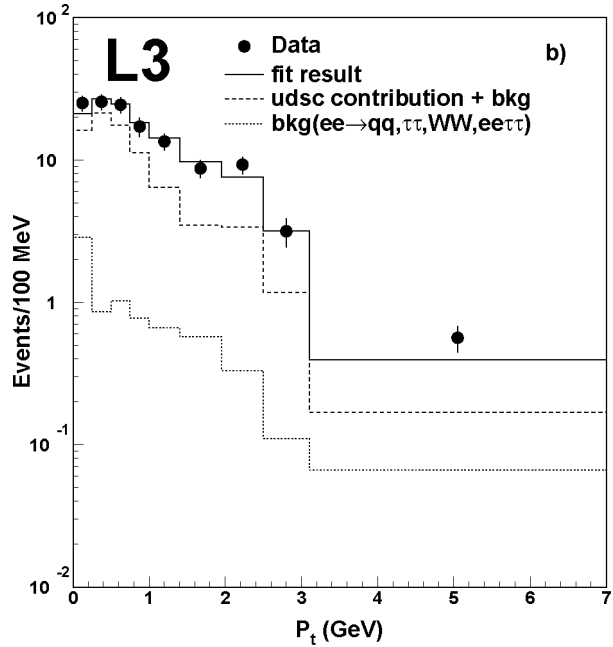 L3
b)
Data
fit result
udsc contribution + bkg
bkg(ee→qq,ττ,WW,eeττ)
Events/100 MeV
10^2
10
1
10^-1
10^-2
0 1 2 3 4 5 6 7
P_t (GeV)